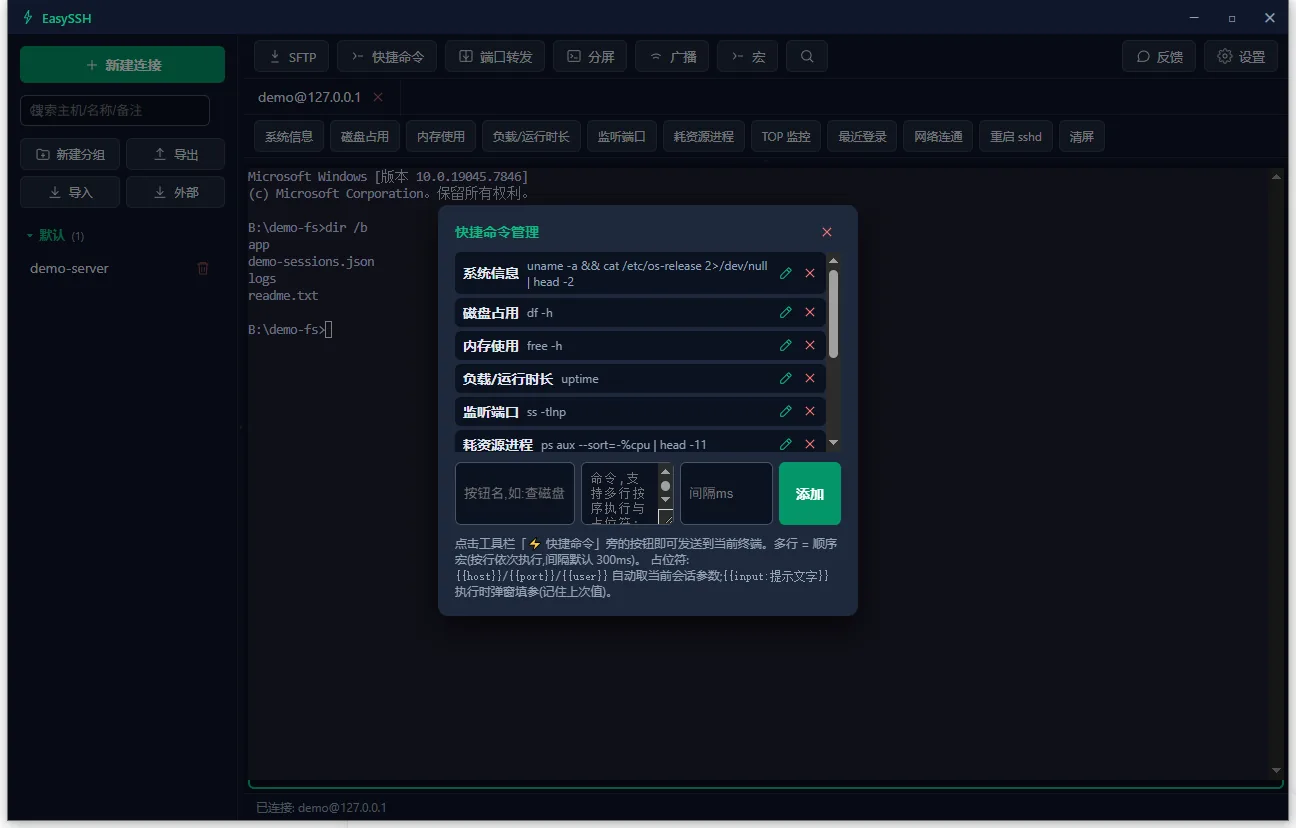 EasySSH
新建连接
SFTP
快捷命令
端口转发
分屏
广播
宏
反馈
设置
搜索主机/名称/备注
demo@127.0.0.1
新建分组
导出
导入
外部
系统信息
磁盘占用
内存使用
负载/运行时长
监听端口
耗资源进程
TOP 监控
最近登录
网络连通
重启 sshd
清屏
默认 (1)
demo-server
Microsoft Windows [版本 10.0.19045.7846]
(c) Microsoft Corporation。保留所有权利。
B:\demo-fs>dir /b
app
demo-sessions.json
logs
readme.txt
B:\demo-fs>
快捷命令管理
系统信息 uname -a && cat /etc/os-release 2>/dev/null
| head -2
磁盘占用 df -h
内存使用 free -h
负载/运行时长 uptime
监听端口 ss -tlnp
耗资源进程 ps aux --sort=-%cpu | head -11
按钮名,如:查磁盘
命令,支
持多行按
序执行与
占位符:
间隔ms
添加
点击工具栏「⚡ 快捷命令」旁的按钮即可发送到当前终端。多行 = 顺序
宏(按行依次执行,间隔默认 300ms)。 占位符:
{{host}}/{{port}}/{{user}} 自动取当前会话参数;{{input:提示文字}}
执行时弹窗填参(记住上次值)。
已连接: demo@127.0.0.1